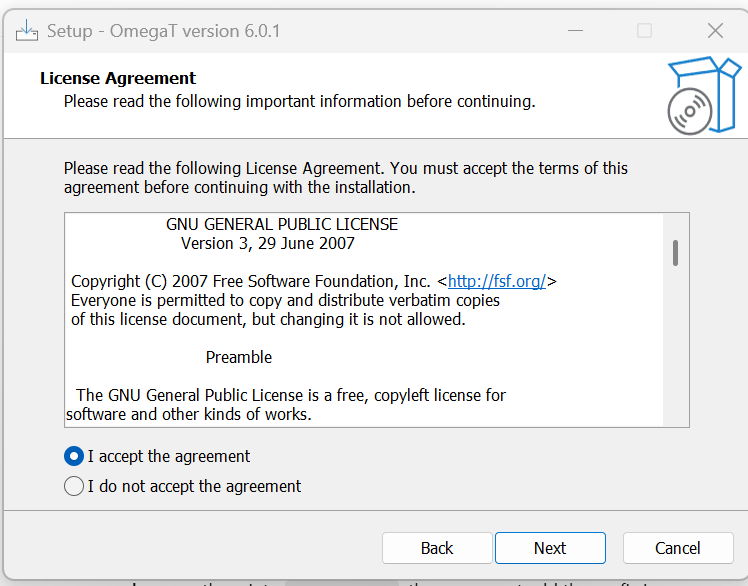 Setup - OmegaT version 6.0.1
License Agreement
Please read the following important information before continuing.
Please read the following License Agreement. You must accept the terms of this
agreement before continuing with the installation.
GNU GENERAL PUBLIC LICENSE
Version 3, 29 June 2007
Copyright (C) 2007 Free Software Foundation, Inc. <http://fsf.org/>
Everyone is permitted to copy and distribute verbatim copies
of this license document, but changing it is not allowed.
Preamble
The GNU General Public License is a free, copyleft license for
software and other kinds of works.
I accept the agreement
I do not accept the agreement
Back Next Cancel